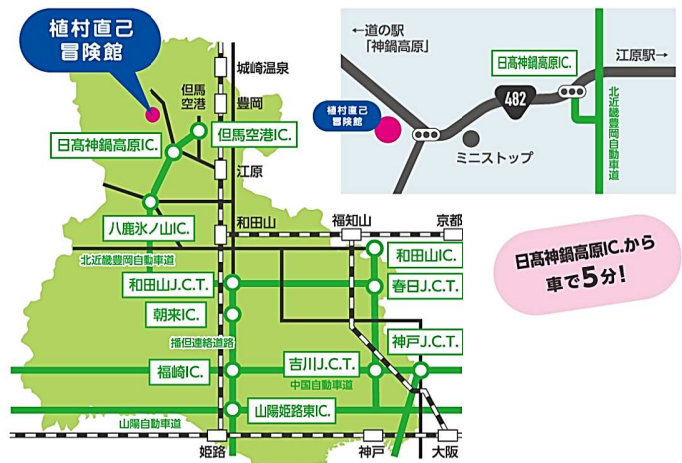 植村直己
冒険館
城崎温泉
但馬
空港
豊岡
但馬空港IC.
日高神鍋高原IC.
江原
八鹿氷ノ山IC.
和田山
福知山
京都
北近畿豊岡自動車道
和田山IC.
和田山J.C.T.
春日J.C.T.
朝来IC.
播但連絡道路
神戸J.C.T.
福崎IC.
吉川J.C.T.
中国自動車道
山陽姫路東IC.
山陽自動車道
姫路
神戸
大阪
←道の駅
「神鍋高原」
日高神鍋高原IC.
江原駅→
482
植村直己
冒険館
ミニストップ
北近畿豊岡自動車道
日高神鍋高原IC.から
車で5分!